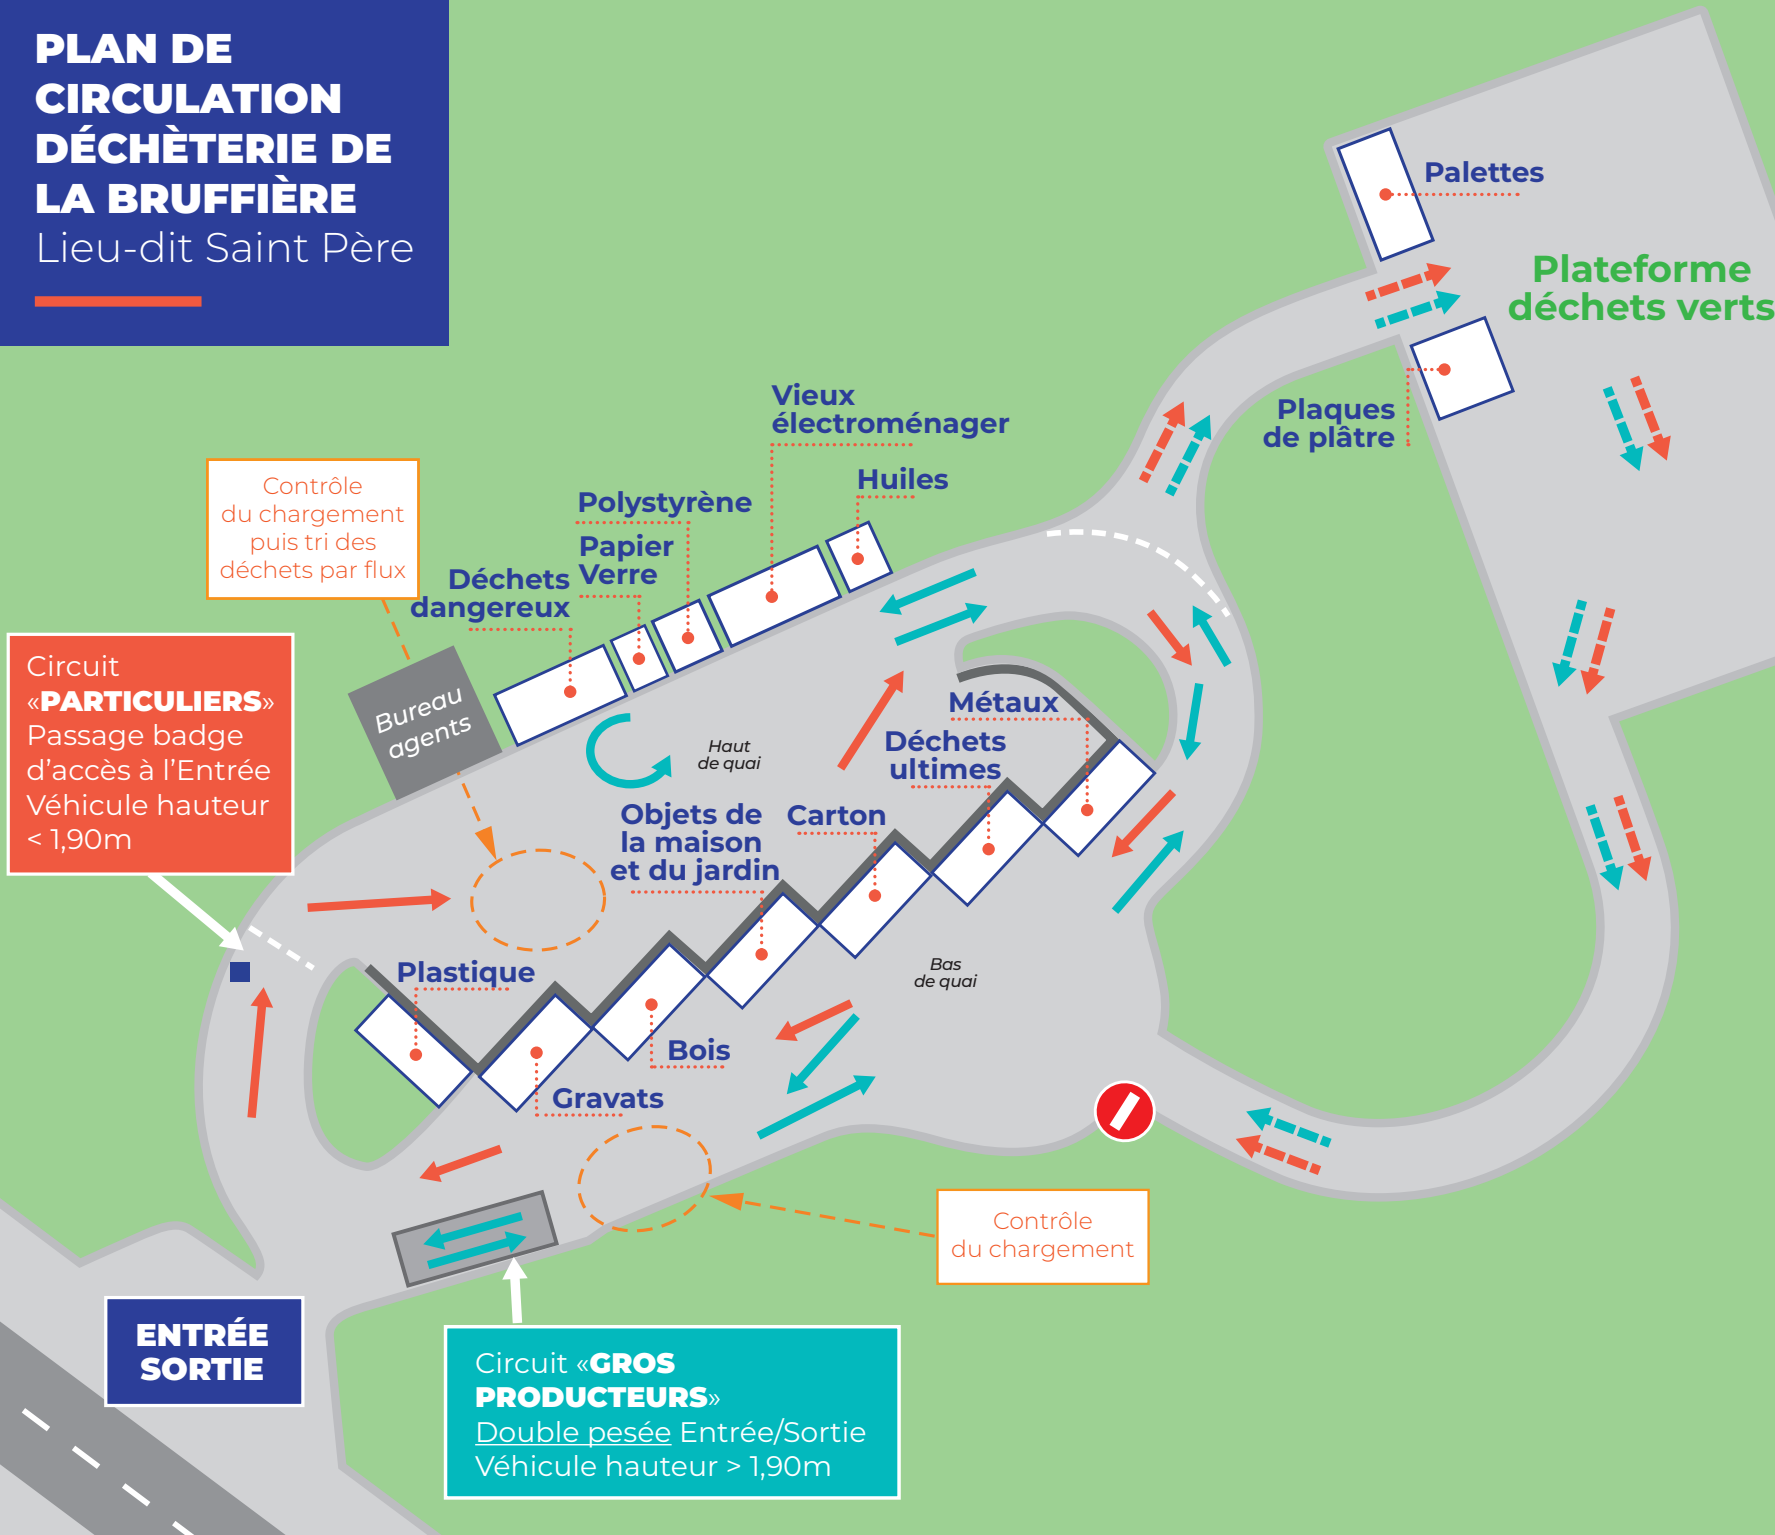 PLAN DE
CIRCULATION
DÉCHÈTERIE DE
LA BRUFFIÈRE
Lieu-dit Saint Père
Palettes
Plateforme
déchets verts
Plaques
de plâtre
Vieux
électroménager
Huiles
Polystyrène
Papier
Verre
Déchets
dangereux
Contrôle
du chargement
puis tri des
déchets par flux
Circuit
«PARTICULIERS»
Passage badge
d’accès à l’Entrée
Véhicule hauteur
< 1,90m
Bureau
agents
Haut
de quai
Métaux
Déchets
ultimes
Carton
Objets de
la maison
et du jardin
Plastique
Bas
de quai
Bois
Gravats
Contrôle
du chargement
ENTRÉE
SORTIE
Circuit «GROS
PRODUCTEURS»
Double pesée Entrée/Sortie
Véhicule hauteur > 1,90m